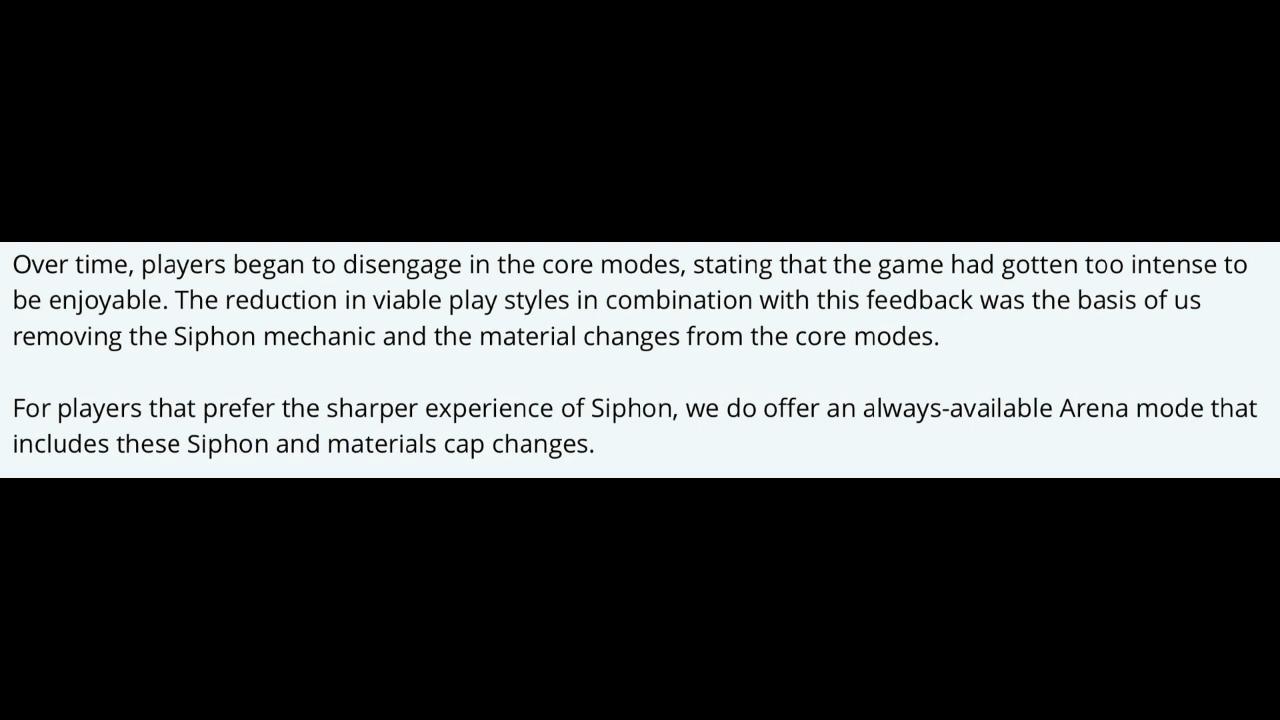 Over time, players began to disengage in the core modes, stating that the game had gotten too intense to
be enjoyable. The reduction in viable play styles in combination with this feedback was the basis of us
removing the Siphon mechanic and the material changes from the core modes.
For players that prefer the sharper experience of Siphon, we do offer an always-available Arena mode that
includes these Siphon and materials cap changes.